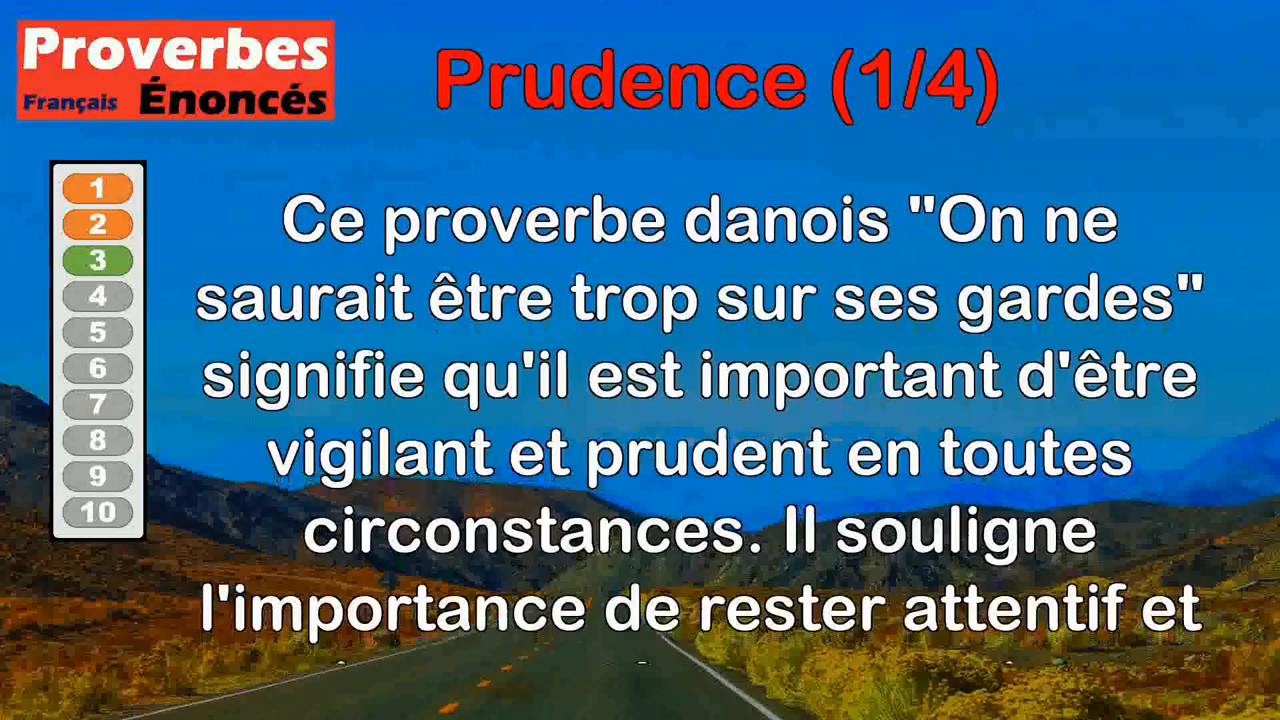 Proverbes
Français Énoncés
Prudence (1/4)
1
2
3
4
5
6
7
8
9
10
Ce proverbe danois "On ne
saurait être trop sur ses gardes"
signifie qu'il est important d'être
vigilant et prudent en toutes
circonstances. Il souligne
l'importance de rester attentif et